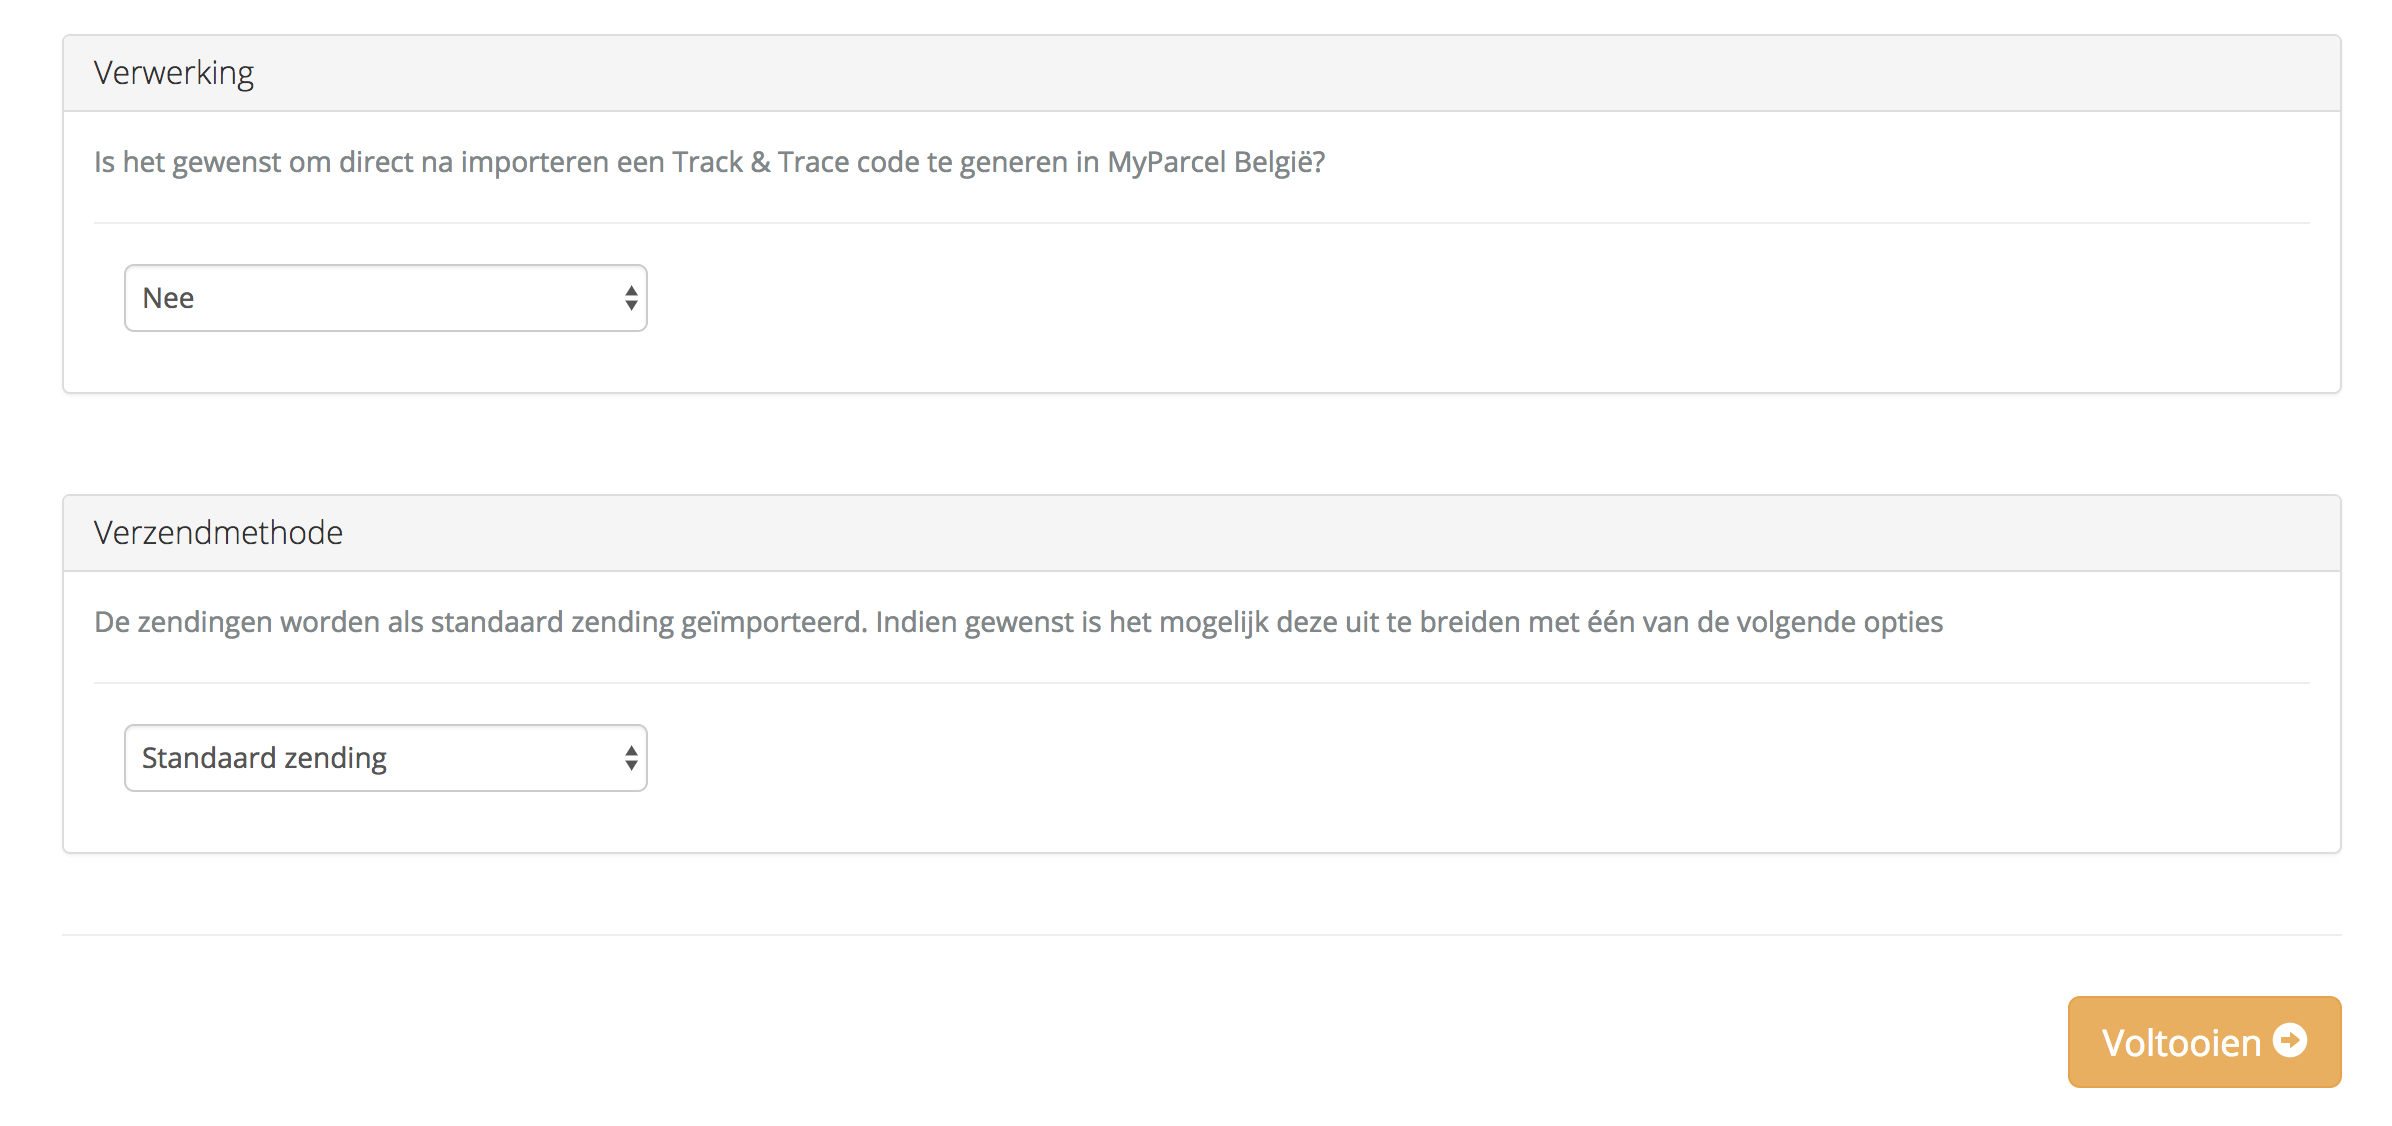 Verwerking
Is het gewenst om direct na importeren een Track & Trace code te generen in MyParcel België?
Nee
Verzendmethode
De zendingen worden als standaard zending geïmporteerd. Indien gewenst is het mogelijk deze uit te breiden met één van de volgende opties
Standaard zending
Voltooien